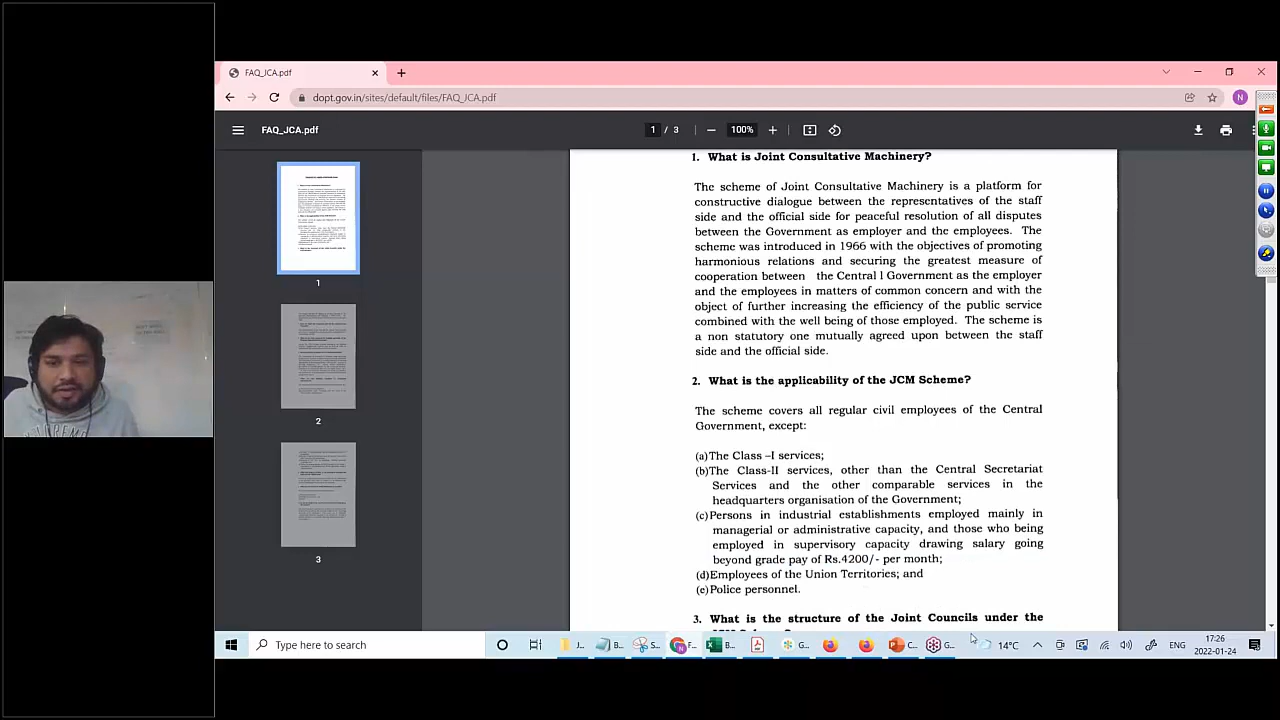 FAQ_JCA.pdf
dopt.gov.in/sites/default/files/FAQ_JCA.pdf
N
FAQ_JCA.pdf
1 / 3
100%
1
2
3
1. What is Joint Consultative Machinery?
The scheme of Joint Consultative Machinery is a platform for
constructive dialogue between the representatives of the staff
side and the official side for peaceful resolution of all disputes
between the Government as employer and the employees. The
scheme was introduced in 1966 with the objectives of promoting
harmonious relations and securing the greatest measure of
cooperation between the Central l Government as the employer
and the employees in matters of common concern and with the
object of further increasing the efficiency of the public service
combined with the well being of those employed. The scheme is
a non statutory one mutually agreed upon between the staff
side and the official side.
2. What is the applicability of the JCM Scheme?
The scheme covers all regular civil employees of the Central
Government, except:
(a)The Class –I services;
(b)The Class-II services, other than the Central Secretariat
Services and the other comparable services in the
headquarters organisation of the Government;
(c)Persons in industrial establishments employed mainly in
managerial or administrative capacity, and those who being
employed in supervisory capacity drawing salary going
beyond grade pay of Rs.4200/- per month;
(d)Employees of the Union Territories; and
(e)Police personnel.
3. What is the structure of the Joint Councils under the
Type here to search
J...
B...
S...
F...
B...
G...
C...
G...
14°C
ENG
17:26
2022-01-24